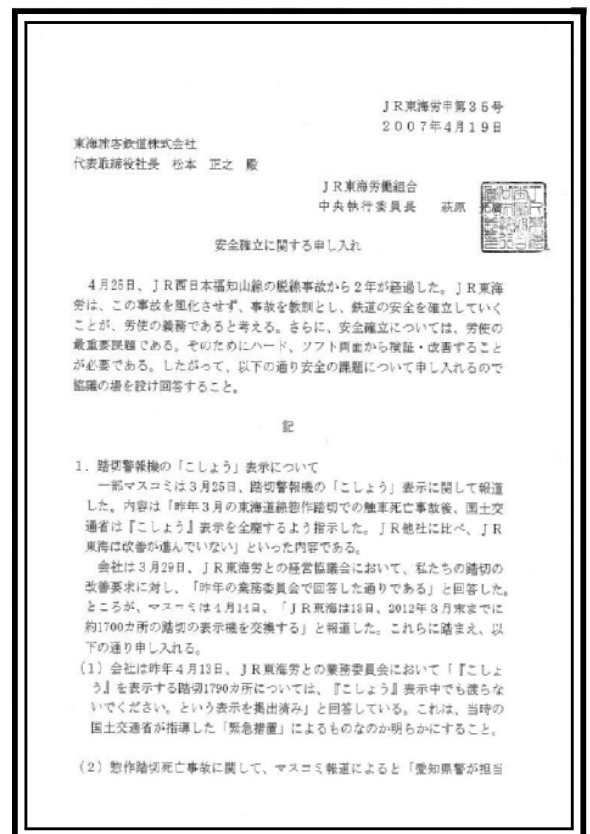 JR東海労申第35号
2007年4月19日
東海旅客鉄道株式会社
代表取締役社長 松本 正之 殿
JR東海労働組合
中央執行委員長 萩原 光廣
安全確立に関する申し入れ
4月25日、JR西日本福知山線の脱線事故から2年が経過した。JR東海
労は、この事故を風化させず、事故を教訓とし、鉄道の安全を確立していく
ことが、労使の義務であると考える。さらに、安全確立については、労使の
最重要課題である。そのためにハード、ソフト両面から検証・改善すること
が必要である。したがって、以下の通り安全の課題について申し入れるので
協議の場を設け回答すること。
記
1．踏切警報機の「こしょう」表示について
一部マスコミは3月25日、踏切警報機の「こしょう」表示に関して報道
した。内容は「昨年3月の東海道線惣作踏切での触車死亡事故後、国土交
通省は『こしょう』表示を全廃するよう指示した。JR他社に比べ、JR
東海は改善が進んでいない」といった内容である。
会社は3月29日、JR東海労との経営協議会において、私たちの踏切の
改善要求に対し、「昨年の業務委員会で回答した通りである」と回答した。
ところが、マスコミは4月14日、「JR東海は13日、2012年3月末までに
約1700カ所の踏切の表示機を交換する」と報道した。これらに踏まえ、以
下の通り申し入れる。
(1) 会社は昨年4月13日、JR東海労との業務委員会において「『こしょ
う』を表示する踏切1790カ所については、『こしょう』表示中でも渡らな
いでください。という表示を掲出済み」と回答している。これは、当時の
国土交通省が指導した「緊急措置」によるものなのか明らかにすること。
(2) 惣作踏切死亡事故に関して、マスコミ報道によると「愛知県警が担当